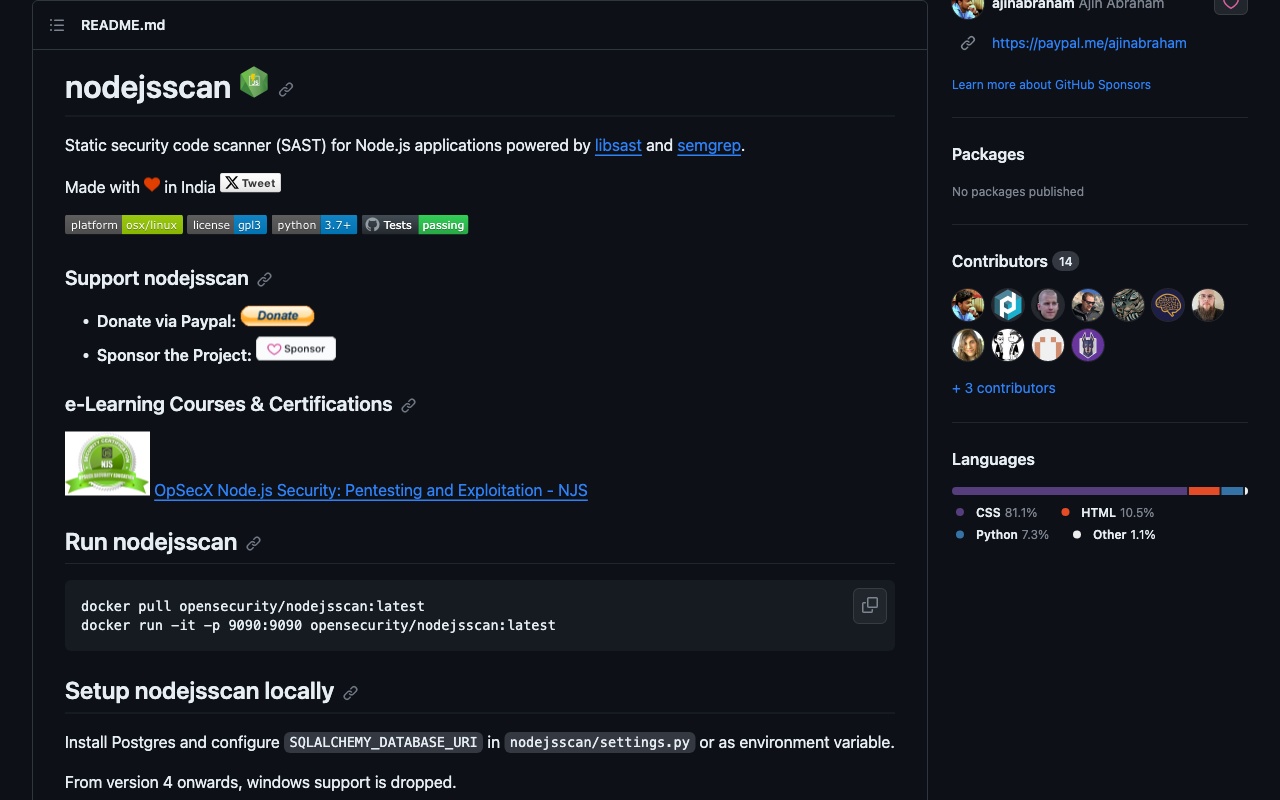 README.md
nodejsscan
Static security code scanner (SAST) for Node.js applications powered by libsast and semgrep.
Made with in India Tweet
platform osx/linux license gpl3 python 3.7+ Tests passing
Support nodejsscan
• Donate via Paypal: Donate
• Sponsor the Project: Sponsor
e-Learning Courses & Certifications
NJS
OpSecX Node.js Security: Pentesting and Exploitation - NJS
Run nodejsscan
docker pull opensecurity/nodejsscan:latest
docker run -it -p 9090:9090 opensecurity/nodejsscan:latest
Setup nodejsscan locally
Install Postgres and configure SQLALCHEMY_DATABASE_URI in nodejsscan/settings.py or as environment variable.
From version 4 onwards, windows support is dropped.
ajinabraham Ajin Abraham
https://paypal.me/ajinabraham
Learn more about GitHub Sponsors
Packages
No packages published
Contributors 14
+ 3 contributors
Languages
CSS 81.1% HTML 10.5%
Python 7.3% Other 1.1%